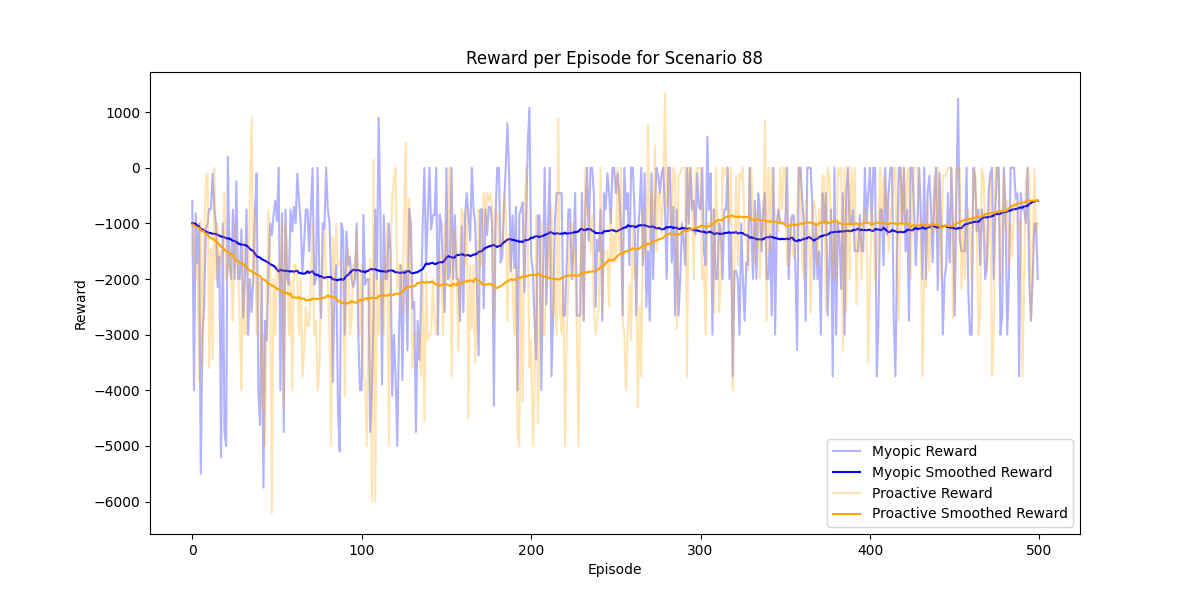 Reward per Episode for Scenario 88
Reward
1000
0
−1000
−2000
−3000
−4000
−5000
−6000
0 100 200 300 400 500
Episode
Myopic Reward
Myopic Smoothed Reward
Proactive Reward
Proactive Smoothed Reward